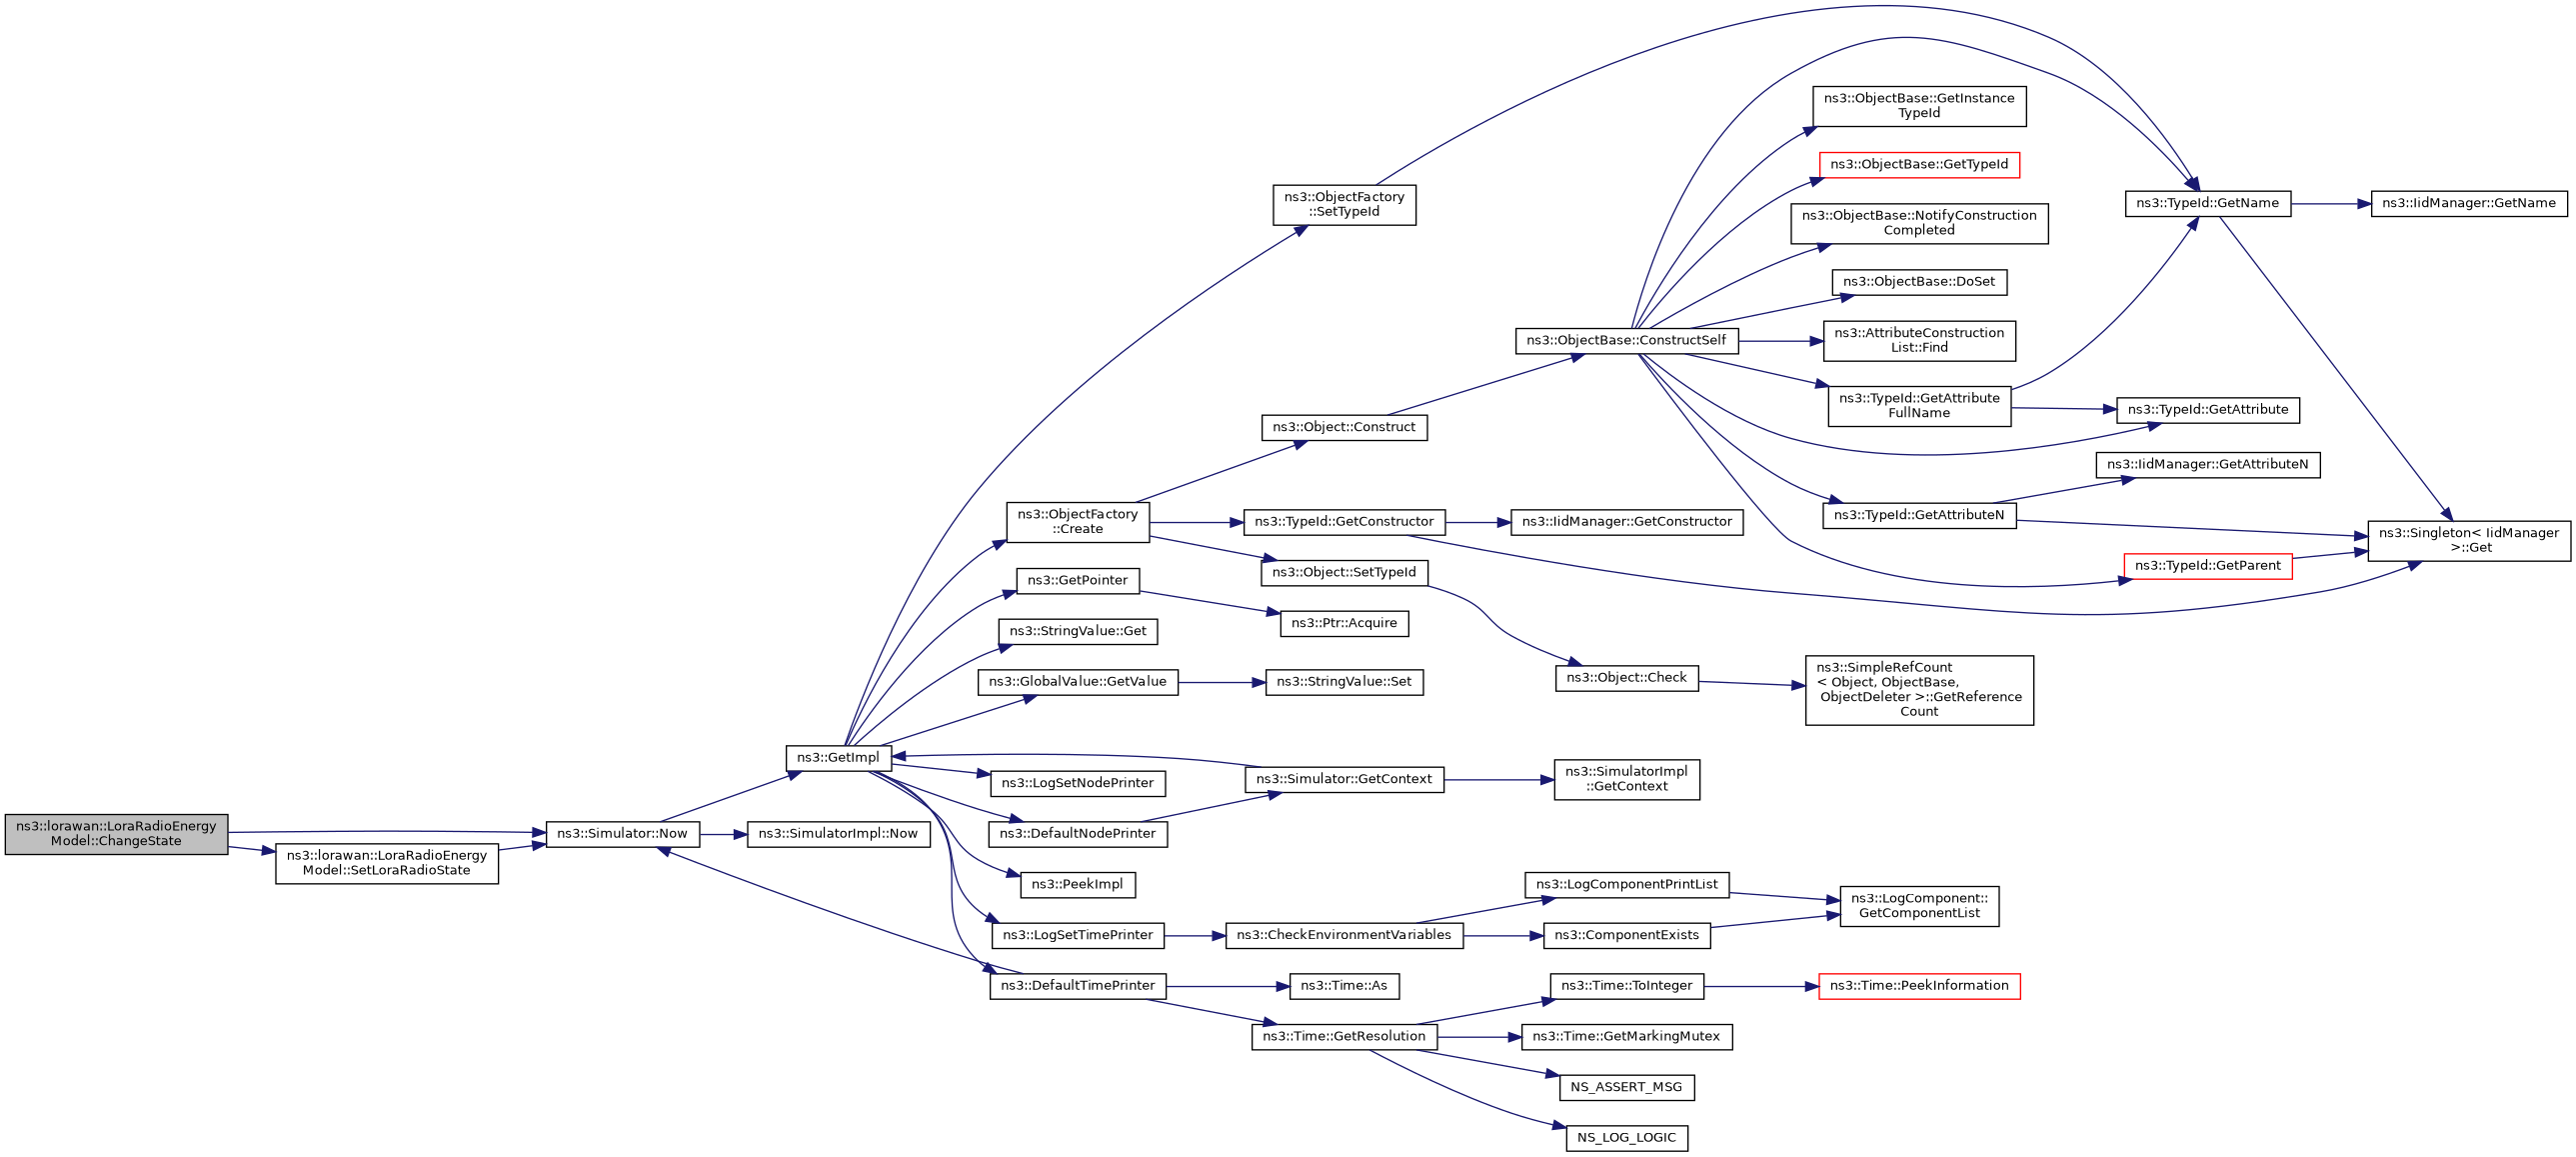 ns3::lorawan::LoraRadioEnergy
Model::ChangeState
ns3::lorawan::LoraRadioEnergy
Model::SetLoraRadioState
ns3::Simulator::Now
ns3::SimulatorImpl::Now
ns3::GetImpl
ns3::ObjectFactory
::SetTypeId
ns3::ObjectFactory
::Create
ns3::GetPointer
ns3::StringValue::Get
ns3::GlobalValue::GetValue
ns3::LogSetNodePrinter
ns3::DefaultNodePrinter
ns3::PeekImpl
ns3::LogSetTimePrinter
ns3::DefaultTimePrinter
ns3::Object::Construct
ns3::TypeId::GetConstructor
ns3::Object::SetTypeId
ns3::Ptr::Acquire
ns3::StringValue::Set
ns3::Simulator::GetContext
ns3::CheckEnvironmentVariables
ns3::Time::As
ns3::Time::GetResolution
ns3::ObjectBase::ConstructSelf
ns3::IidManager::GetConstructor
ns3::Object::Check
ns3::SimulatorImpl
::GetContext
ns3::LogComponentPrintList
ns3::ComponentExists
ns3::Time::ToInteger
ns3::Time::GetMarkingMutex
NS_ASSERT_MSG
NS_LOG_LOGIC
ns3::ObjectBase::GetInstance
TypeId
ns3::ObjectBase::GetTypeId
ns3::ObjectBase::NotifyConstruction
Completed
ns3::ObjectBase::DoSet
ns3::AttributeConstruction
List::Find
ns3::TypeId::GetAttribute
FullName
ns3::TypeId::GetAttributeN
ns3::SimpleRefCount
< Object, ObjectBase,
ObjectDeleter >::GetReference
Count
ns3::LogComponent::
GetComponentList
ns3::Time::PeekInformation
ns3::TypeId::GetName
ns3::TypeId::GetAttribute
ns3::IidManager::GetAttributeN
ns3::TypeId::GetParent
ns3::IidManager::GetName
ns3::Singleton< IidManager
>::Get